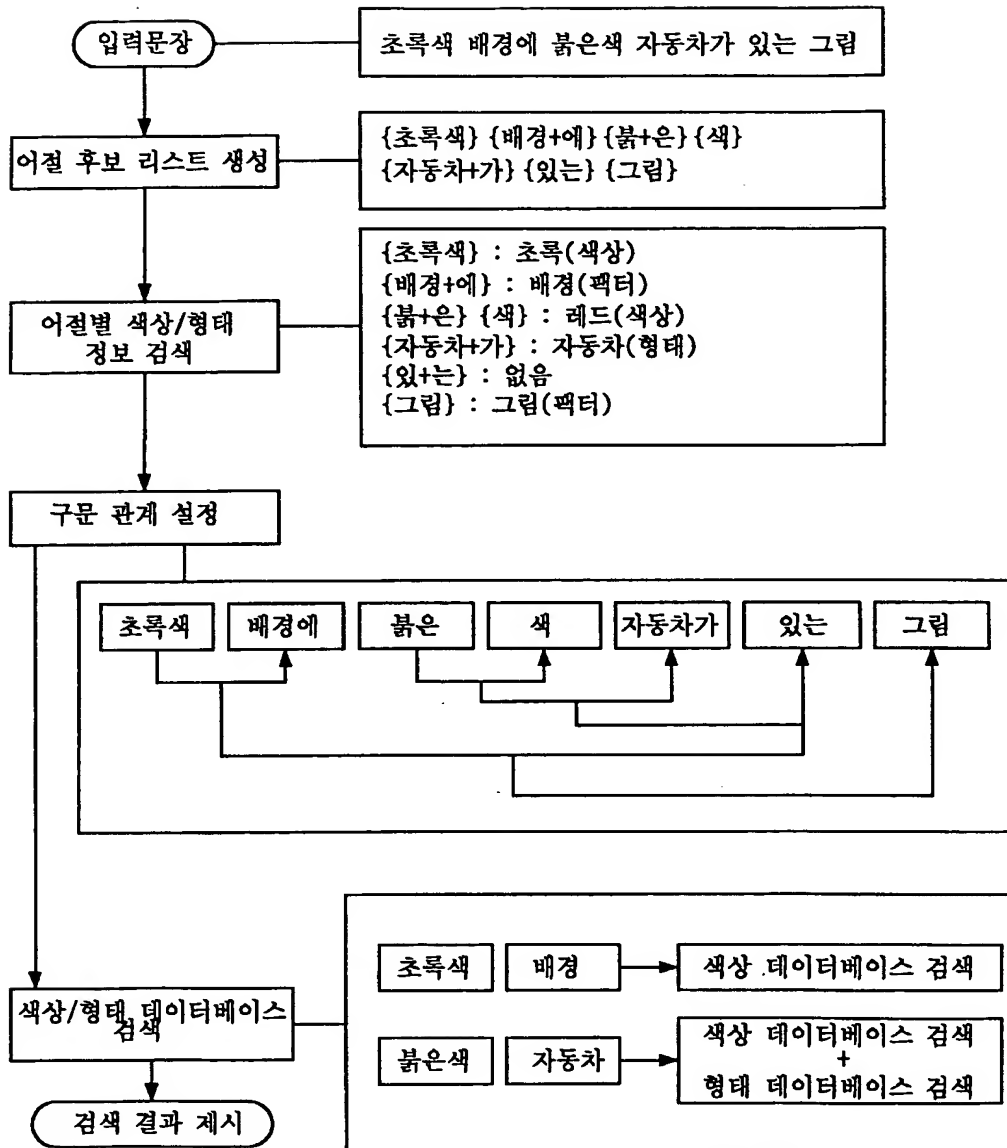 입력문장
초록색 배경에 붉은색 자동차가 있는 그림
어절 후보 리스트 생성
{초록색} {배경+에} {붉+은} {색}
{자동차+가} {있는} {그림}
어절별 색상/형태
정보 검색
{초록색} : 초록(색상)
{배경+에} : 배경(팩터)
{붉+은} {색} : 레드(색상)
{자동차+가} : 자동차(형태)
{있+는} : 없음
{그림} : 그림(팩터)
구문 관계 설정
초록색 배경에 붉은 색 자동차가 있는 그림
색상/형태 데이터베이스
검색
초록색 배경 색상 데이터베이스 검색
붉은색 자동차 색상 데이터베이스 검색
+
형태 데이터베이스 검색
검색 결과 제시